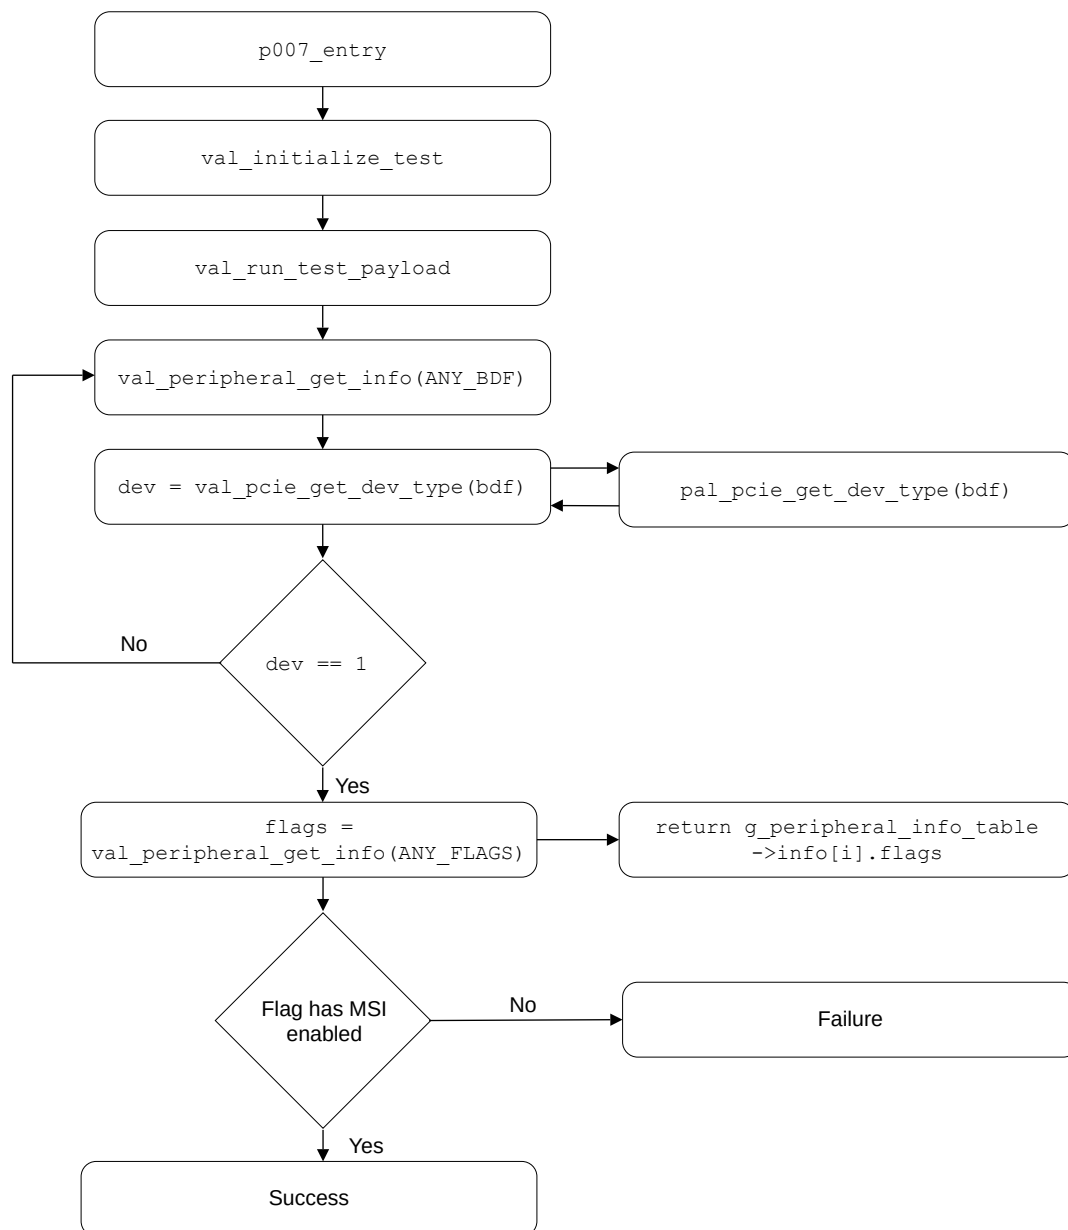 p007_entry
val_initialize_test
val_run_test_payload
val_peripheral_get_info(ANY_BDF)
dev = val_pcie_get_dev_type(bdf)
pal_pcie_get_dev_type(bdf)
No
dev == 1
Yes
flags =
val_peripheral_get_info(ANY_FLAGS)
return g_peripheral_info_table
->info[i].flags
Flag has MSI
enabled
No
Failure
Yes
Success